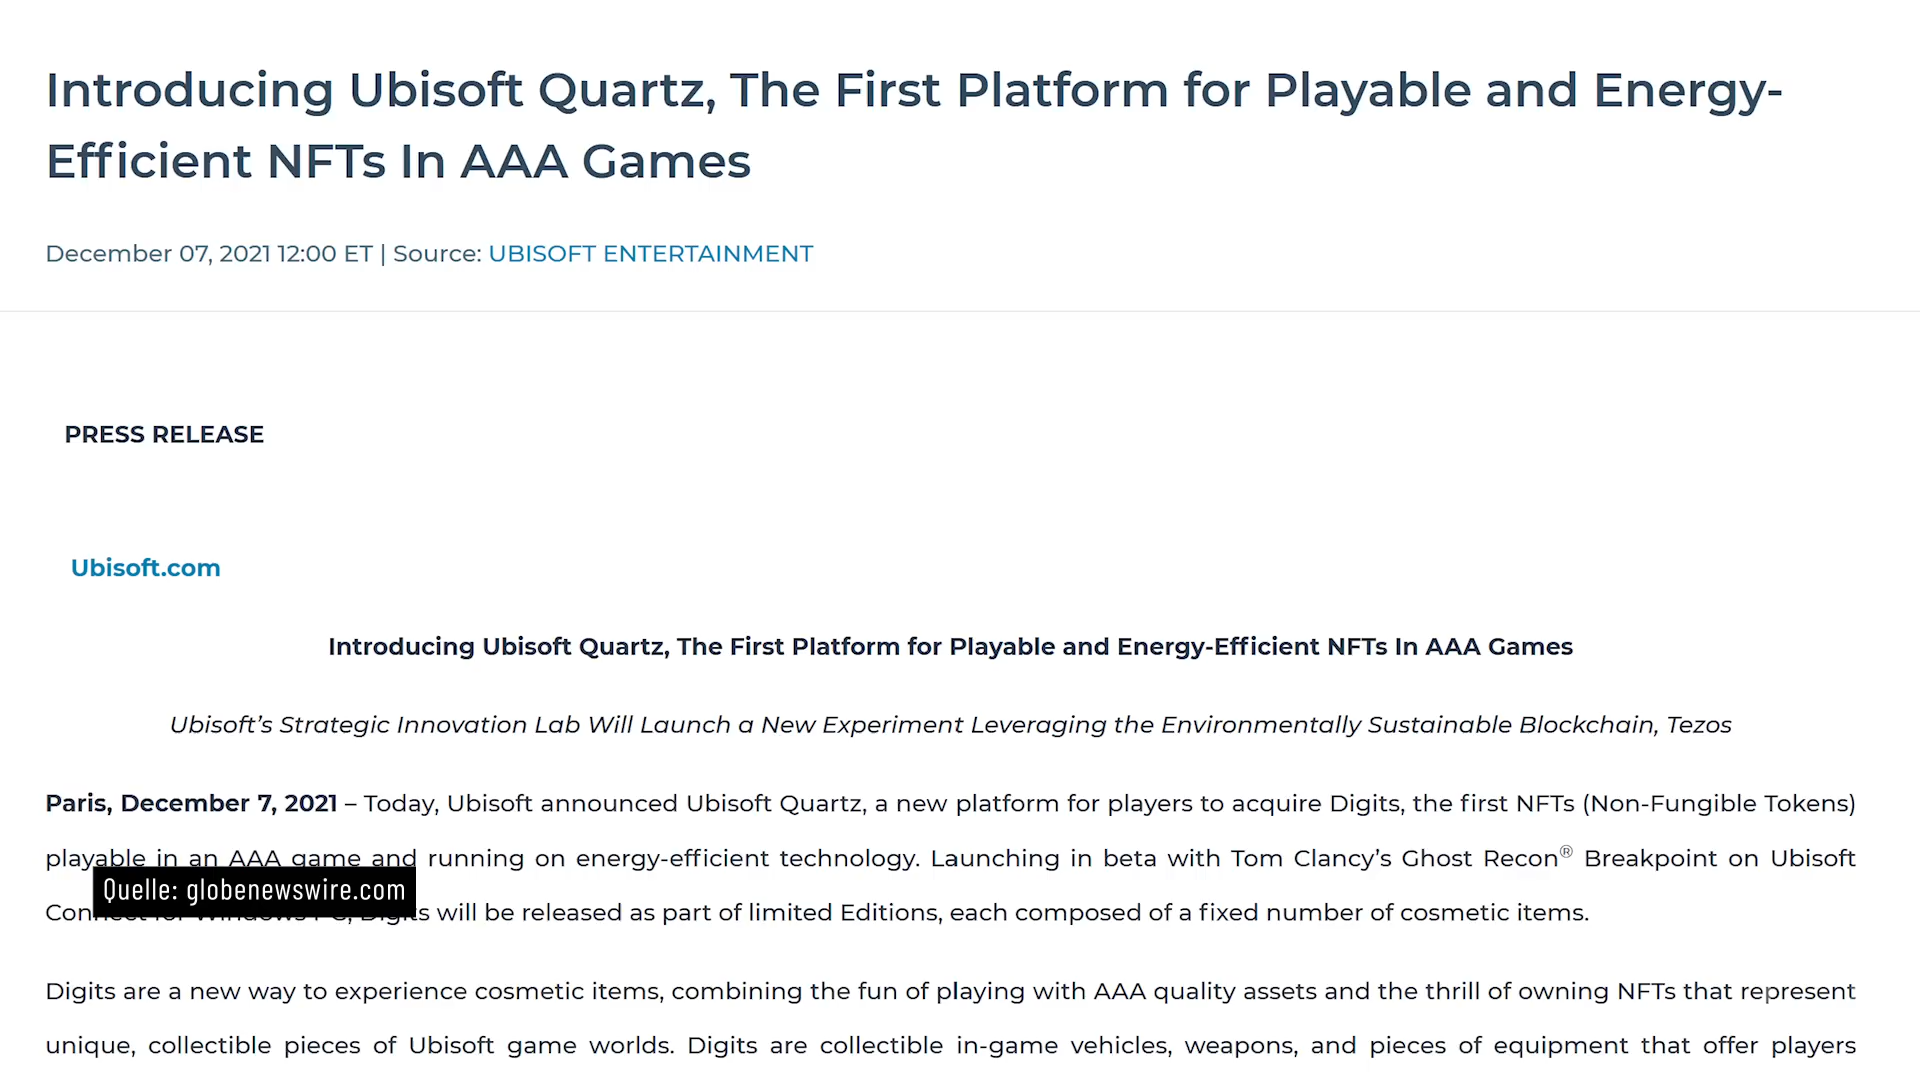 Introducing Ubisoft Quartz, The First Platform for Playable and Energy-
Efficient NFTs In AAA Games
December 07, 2021 12:00 ET | Source: UBISOFT ENTERTAINMENT
PRESS RELEASE
Ubisoft.com
Introducing Ubisoft Quartz, The First Platform for Playable and Energy-Efficient NFTs In AAA Games
Ubisoft’s Strategic Innovation Lab Will Launch a New Experiment Leveraging the Environmentally Sustainable Blockchain, Tezos
Paris, December 7, 2021 – Today, Ubisoft announced Ubisoft Quartz, a new platform for players to acquire Digits, the first NFTs (Non-Fungible Tokens)
playable in an AAA game and running on energy-efficient technology. Launching in beta with Tom Clancy’s Ghost Recon® Breakpoint on Ubisoft
Quelle: globenewswire.com
will be released as part of limited Editions, each composed of a fixed number of cosmetic items.
Digits are a new way to experience cosmetic items, combining the fun of playing with AAA quality assets and the thrill of owning NFTs that represent
unique, collectible pieces of Ubisoft game worlds. Digits are collectible in-game vehicles, weapons, and pieces of equipment that offer players